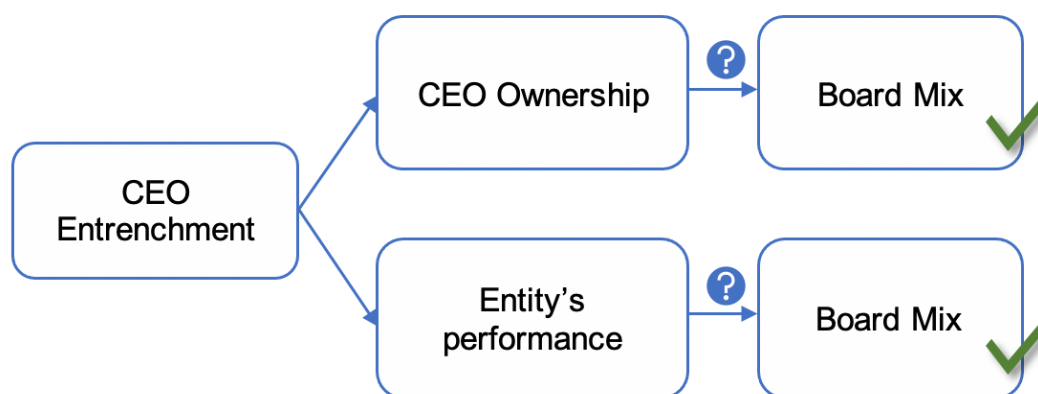 CEO Ownership
?
Board Mix
CEO
Entrenchment
Entity's
performance
?
Board Mix